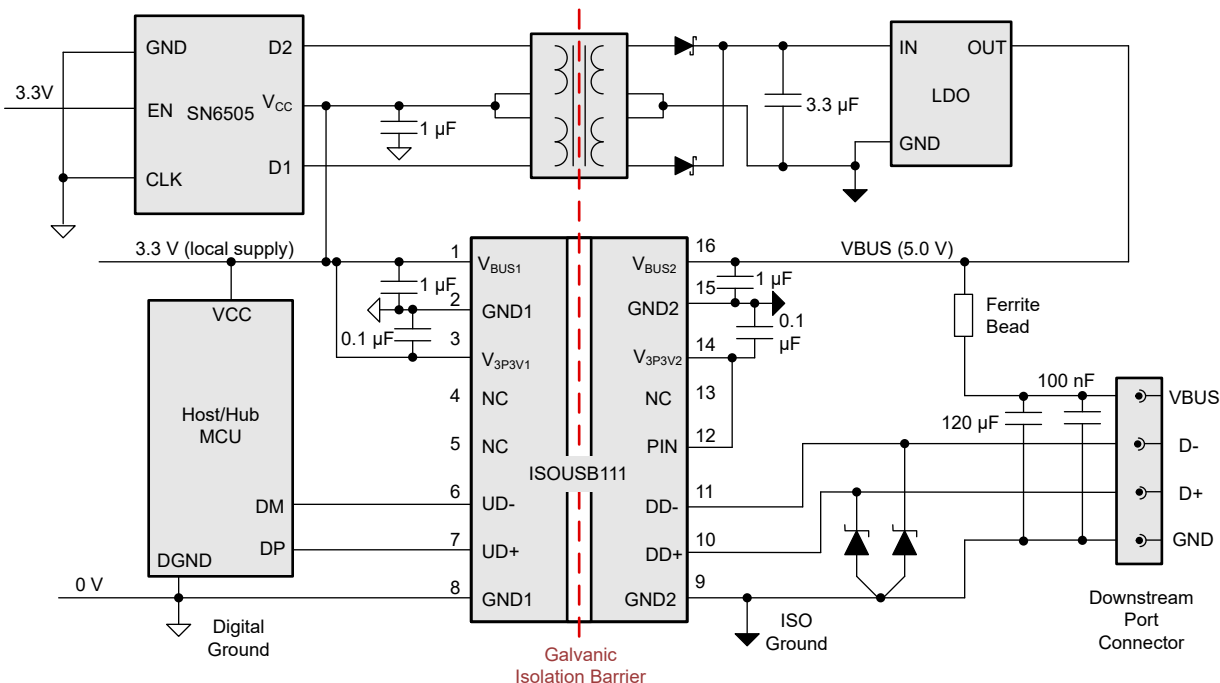 GND
D2
3.3V
EN
SN6505
VCC
1 µF
CLK
D1
3.3 µF
IN
OUT
LDO
GND
3.3 V (local supply)
1
VBUS1
1 µF
2
GND1
0.1 µF
3
V3P3V1
4
NC
5
NC
6
UD-
7
UD+
8
GND1
VCC
Host/Hub
MCU
DM
DP
DGND
0 V
Digital
Ground
ISOUSB111
16
VBUS2
VBUS (5.0 V)
1 µF
15
GND2
0.1
µF
14
V3P3V2
13
NC
12
PIN
11
DD-
10
DD+
9
GND2
ISO
Ground
Ferrite
Bead
100 nF
120 µF
VBUS
D-
D+
GND
Downstream
Port
Connector
Galvanic
Isolation Barrier